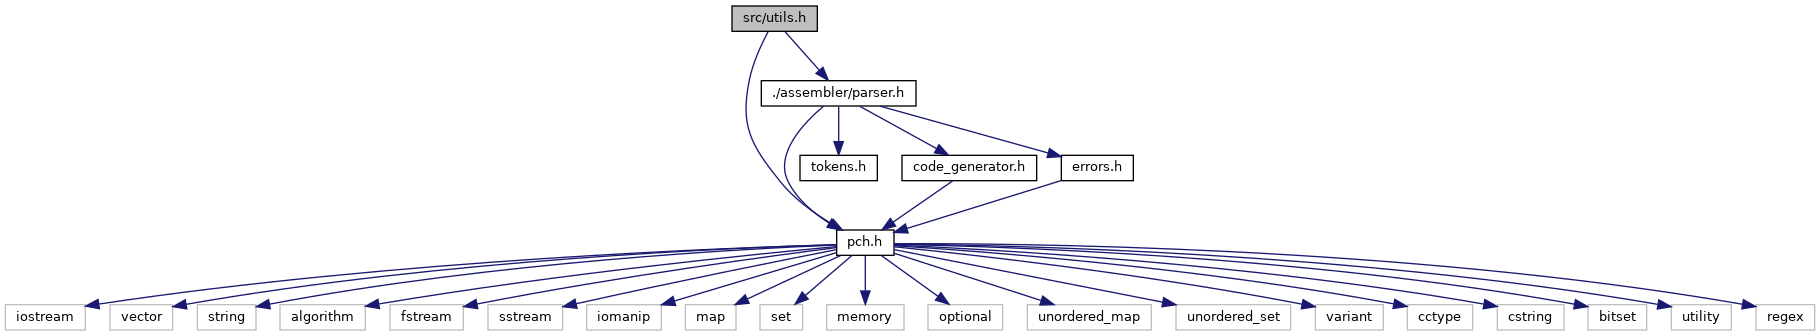 src/utils.h
./assembler/parser.h
tokens.h
code_generator.h
errors.h
pch.h
iostream
vector
string
algorithm
fstream
sstream
iomanip
map
set
memory
optional
unordered_map
unordered_set
variant
cctype
cstring
bitset
utility
regex